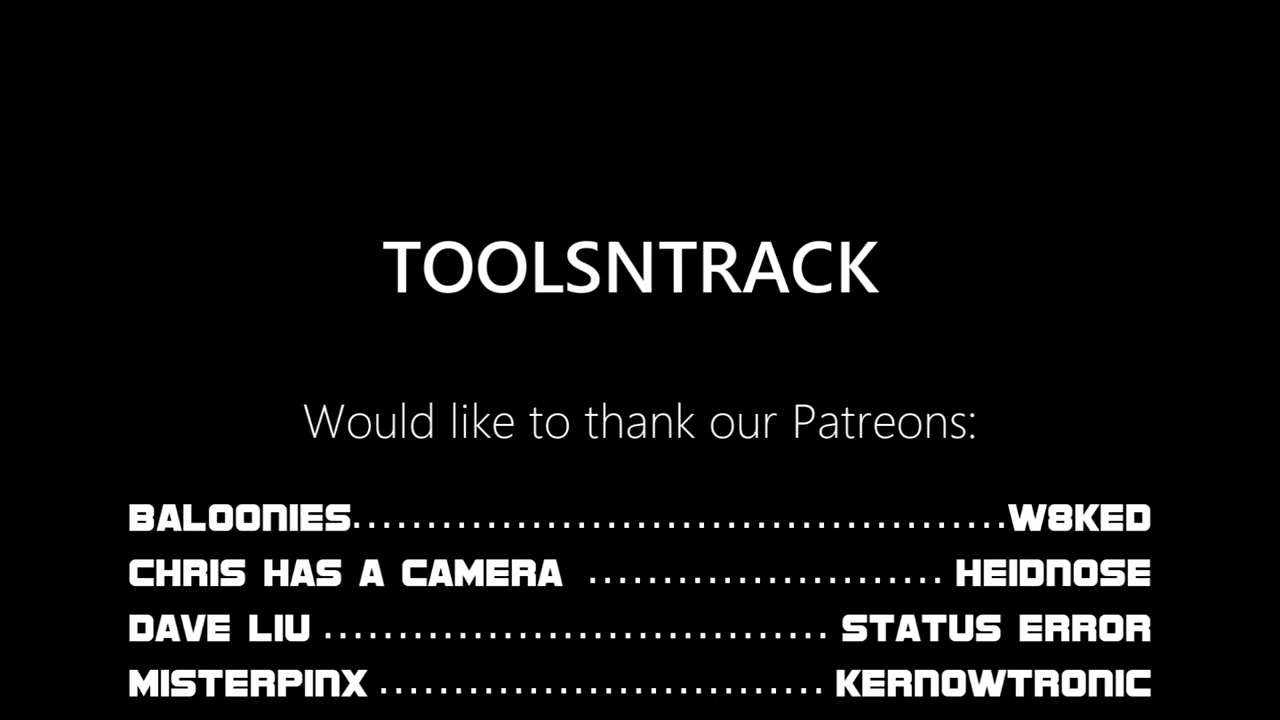 TOOLSNTRACK
Would like to thank our Patreons:
BALOONIES...........................................W8KED
CHRIS HAS A CAMERA ........................ HEIDNOSE
DAVE LIU .................................. STATUS ERROR
MISTERPINX .............................. KERNOWTRONIC